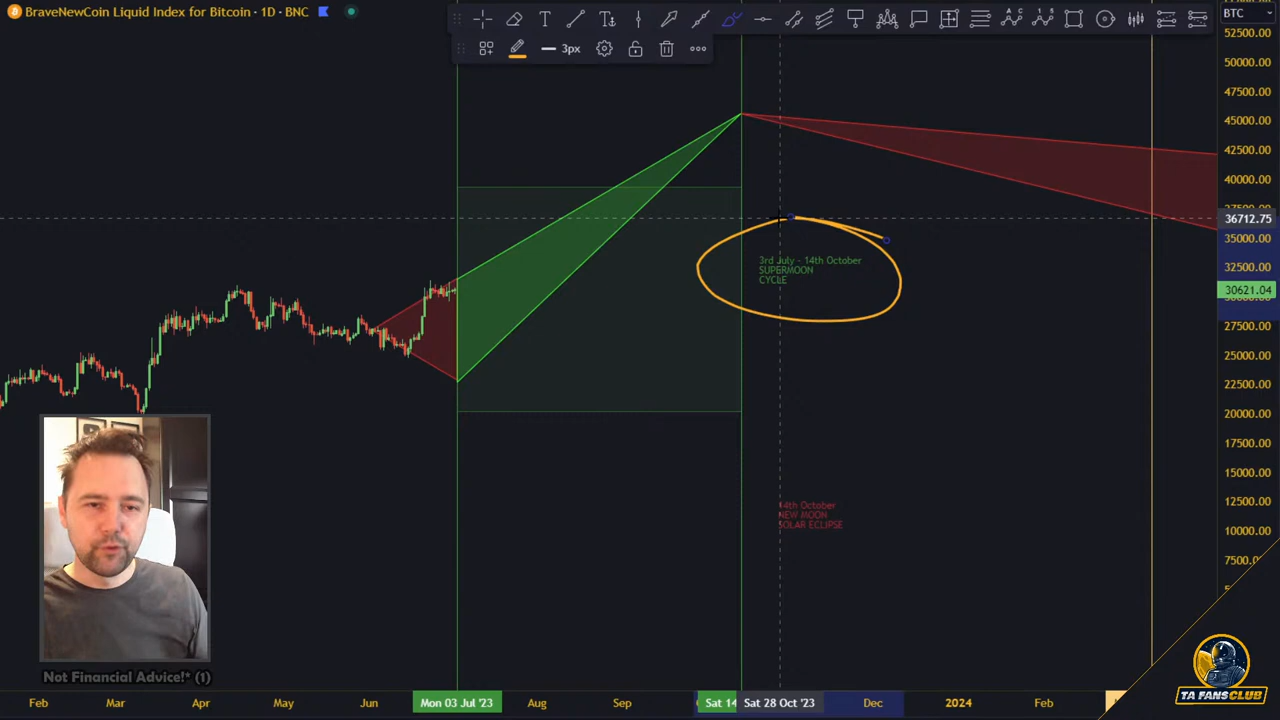 BraveNewCoin Liquid Index for Bitcoin · 1D · BNC
BTC
3px
52500.00
50000.00
47500.00
45000.00
42500.00
40000.00
36712.75
35000.00
32500.00
30621.04
27500.00
25000.00
22500.00
20000.00
17500.00
15000.00
12500.00
10000.00
3rd July - 14th October
SUPERMOON
CYCLE
14th October
NEW MOON
SOLAR ECLIPSE
Not Financial Advice!* (1)
TA FANSCLUB
Feb Mar Apr May Jun Mon 03 Jul '23 Aug Sep Sat 14 Sat 28 Oct '23 Dec 2024 Feb